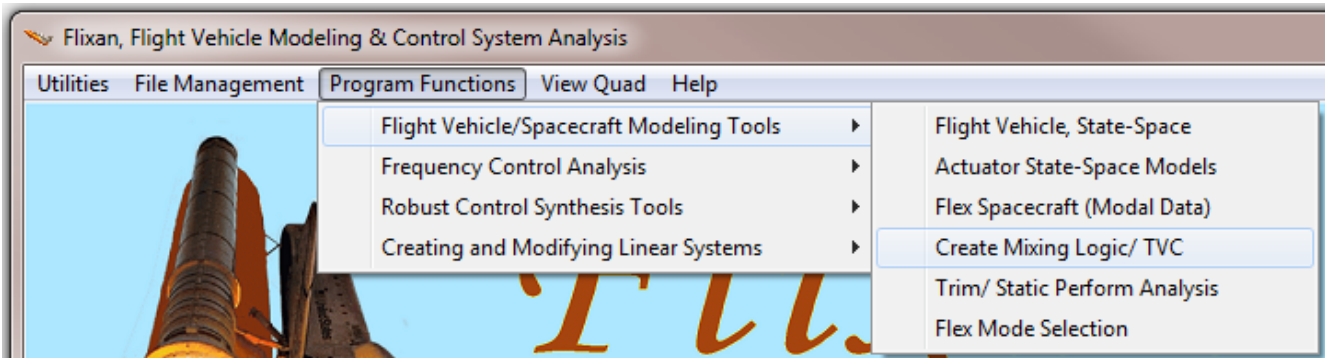 Flixan, Flight Vehicle Modeling & Control System Analysis
Utilities File Management Program Functions View Quad Help
Flight Vehicle/Spacecraft Modeling Tools
Frequency Control Analysis
Robust Control Synthesis Tools
Creating and Modifying Linear Systems
Flight Vehicle, State-Space
Actuator State-Space Models
Flex Spacecraft (Modal Data)
Create Mixing Logic/ TVC
Trim/ Static Perform Analysis
Flex Mode Selection